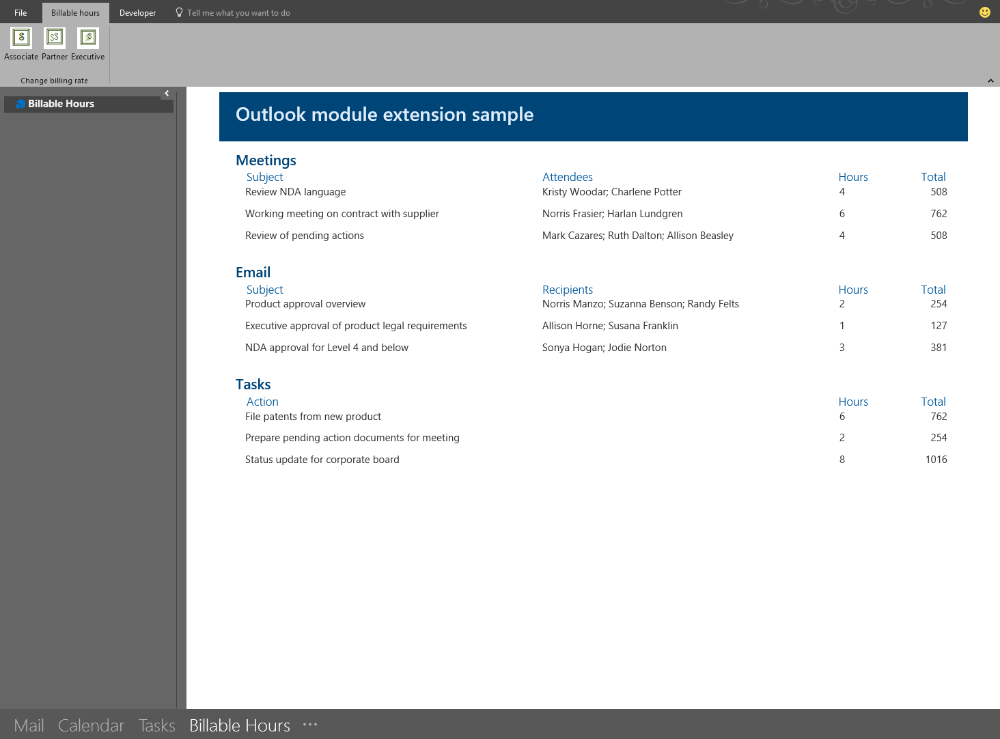 File Billable hours Developer Tell me what you want to do
Associate Partner Executive
Change billing rate
Billable Hours
Outlook module extension sample
Meetings
Subject Attendees Hours Total
Review NDA language Kristy Woodar; Charlene Potter 4 508
Working meeting on contract with supplier Norris Frasier; Harlan Lundgren 6 762
Review of pending actions Mark Cazares; Ruth Dalton; Allison Beasley 4 508
Email
Subject Recipients Hours Total
Product approval overview Norris Manzo; Suzanna Benson; Randy Felts 2 254
Executive approval of product legal requirements Allison Horne; Susana Franklin 1 127
NDA approval for Level 4 and below Sonya Hogan; Jodie Norton 3 381
Tasks
Action Hours Total
File patents from new product 6 762
Prepare pending action documents for meeting 2 254
Status update for corporate board 8 1016
Mail Calendar Tasks Billable Hours ···